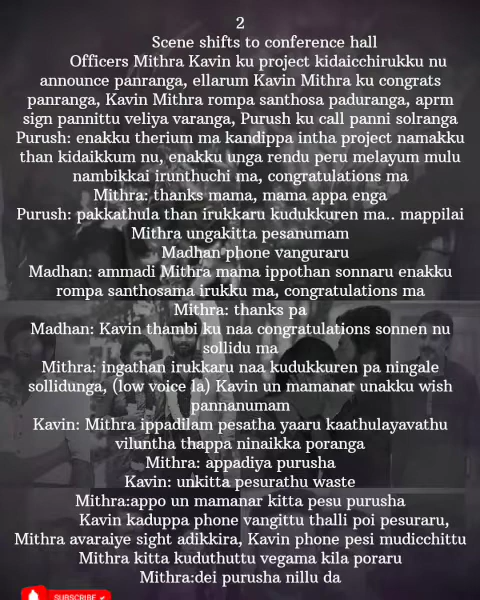 2
Scene shifts to conference hall
Officers Mithra Kavin ku project kidaicchirukku nu
announce panranga, ellarum Kavin Mithra ku congrats
panranga, Kavin Mithra rompa santhosa paduranga, aprm
sign pannittu veliya varanga, Purush ku call panni solranga
Purush: enakku therium ma kandippa intha project namakku
than kidaikkum nu, enakku unga rendu peru melayum mulu
nambikkai irunthuchi ma, congratulations ma
Mithra: thanks mama, mama appa enga
Purush: pakkathula than irukkaru kudukkuren ma.. mappilai
Mithra ungakitta pesanumam
Madhan phone vanguraru
Madhan: ammadi Mithra mama ippothan sonnaru enakku
rompa santhosama irukku ma, congratulations ma
Mithra: thanks pa
Madhan: Kavin thambi ku naa congratulations sonnen nu
sollidu ma
Mithra: ingathan irukkaru naa kudukkuren pa ningale
sollidunga, (low voice la) Kavin un mamanar unakku wish
pannanumam
Kavin: Mithra ippadilam pesatha yaaru kaathulayavathu
viluntha thappa ninaikka poranga
Mithra: appadiya purusha
Kavin: unkitta pesurathu waste
Mithra:appo un mamanar kitta pesu purusha
Kavin kaduppa phone vangittu thalli poi pesuraru,
Mithra avaraiye sight adikkira, Kavin phone pesi mudicchittu
Mithra kitta kuduthuttu vegama kila poraru
Mithra:dei purusha nillu da
SUBSCRIBE